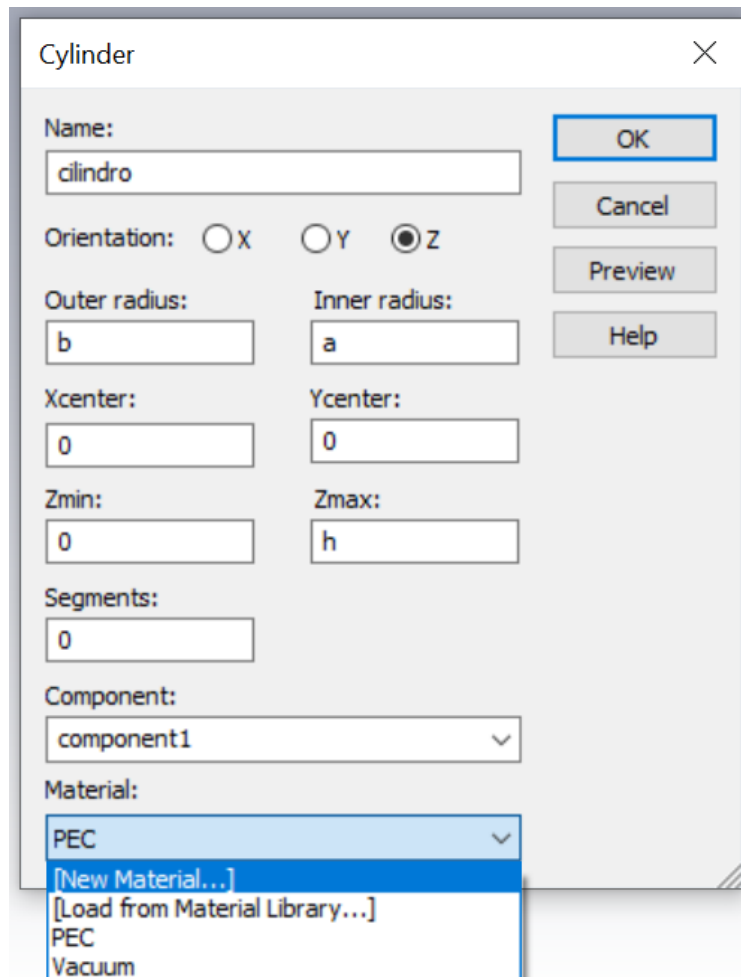 Cylinder
Name:
OK
cilindro
Cancel
Orientation: X Y Z
Preview
Outer radius: Inner radius:
b a
Help
Xcenter: Ycenter:
0 0
Zmin: Zmax:
0 h
Segments:
0
Component:
component1
Material:
PEC
[New Material...]
[Load from Material Library...]
PEC
Vacuum